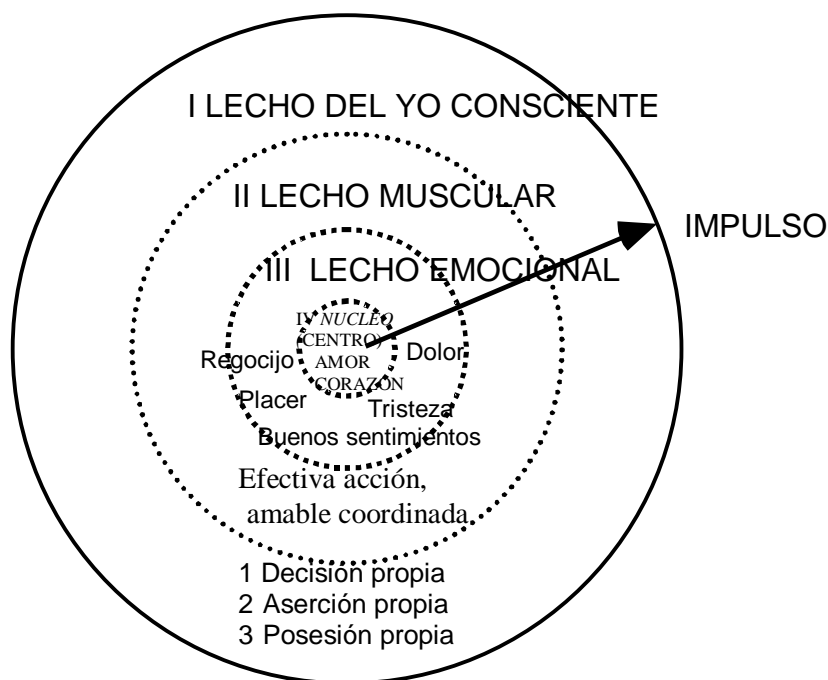 I LECHO DEL YO CONSCIENTE
II LECHO MUSCULAR
IMPULSO
III LECHO EMOCIONAL
IV NUCLEO
(CENTRO)
AMOR
CORAZÓN
Regocijo
Dolor
Placer
Tristeza
Buenos sentimientos
Efectiva acción,
amable coordinada
1 Decisión propia
2 Aserción propia
3 Posesión propia